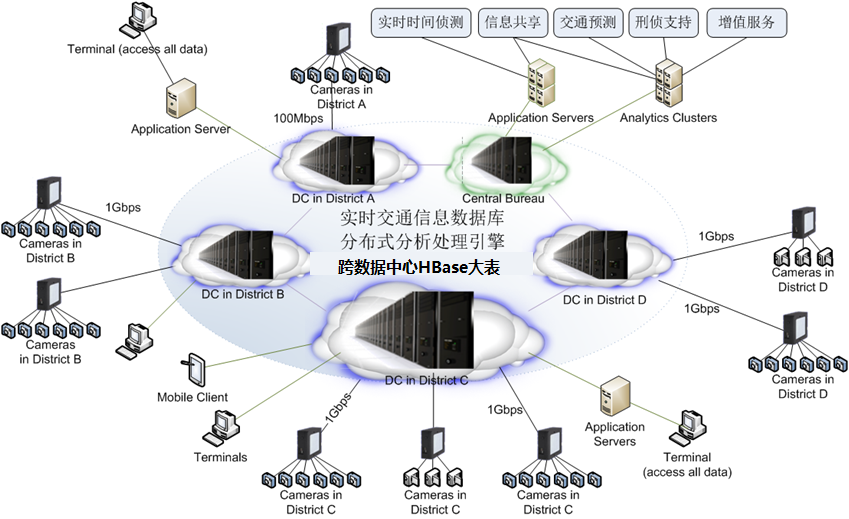 实时时间侦测
信息共享
交通预测
刑侦支持
增值服务
Terminal (access all data)
Cameras in
District A
Application Server
100Mbps
Application Servers
Analytics Clusters
DC in District A
Central Bureau
1Gbps
Cameras in
District B
实时交通信息数据库
分布式分析处理引擎
跨数据中心HBase大表
1Gbps
Cameras in
District D
DC in District B
DC in District D
1Gbps
Cameras
in District B
Cameras in
District D
DC in District C
Mobile Client
1Gbps
1Gbps
Application
Servers
Terminals
Terminal
(access all data)
Cameras in
District C
Cameras in
District C
Cameras in
District C